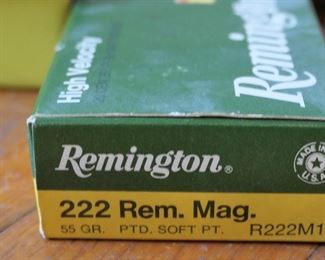 High Velocity
Remington
Remington®
222 Rem. Mag.
55 GR. PTD. SOFT PT. R222M1
MADE IN
U.S.A.